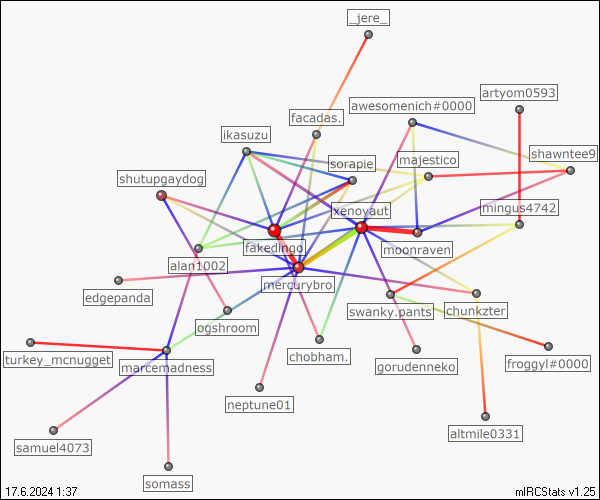 _jere_
artyom0593
awesomenich#0000
facadas.
ikasuzu
shawntee9
majestico
sorapie
shutupgaydog
xenoyaut
mingus4742
fakedingo
moonraven
alan1002
mercurybro
edgepanda
swanky.pants
chunkzter
ogshroom
turkey_mcnugget
marcemadness
chobham.
gorudenneko
froggyl#0000
neptune01
altmile0331
samuel4073
somass
17.6.2024 1:37
mIRCStats v1.25